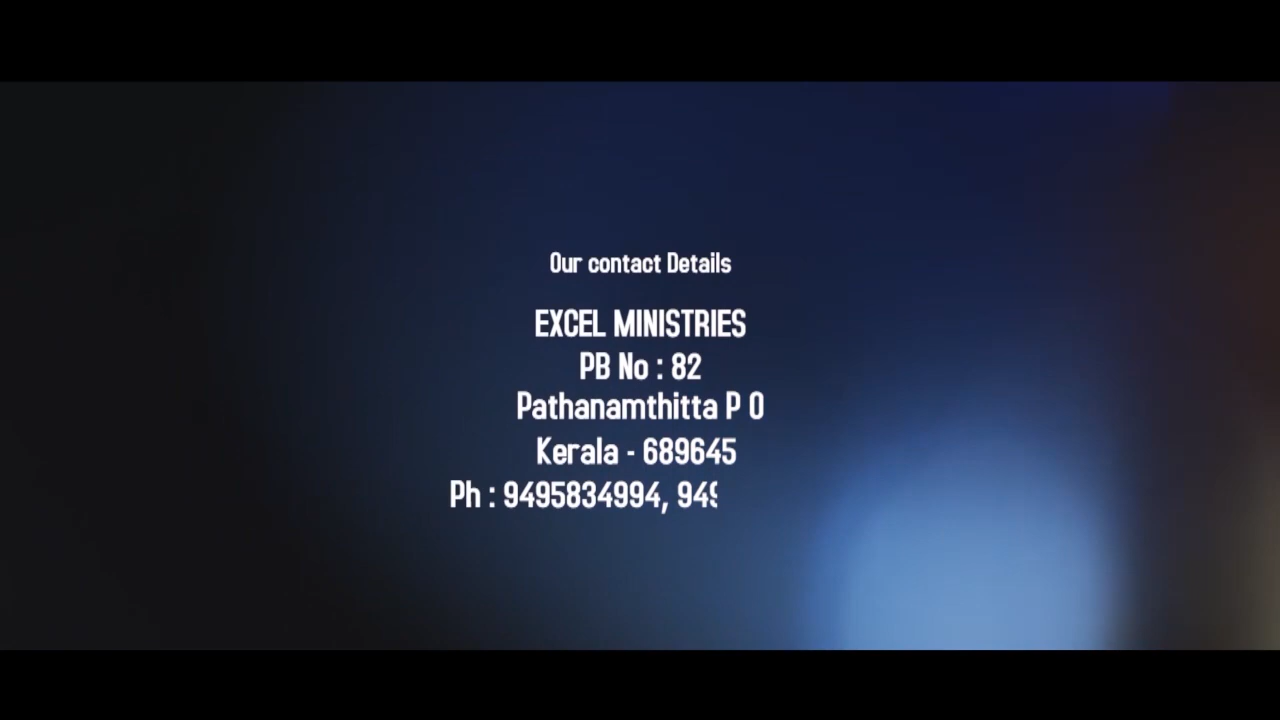 Our contact Details
EXCEL MINISTRIES
PB No : 82
Pathanamthitta P O
Kerala - 689645
Ph : 9495834994,